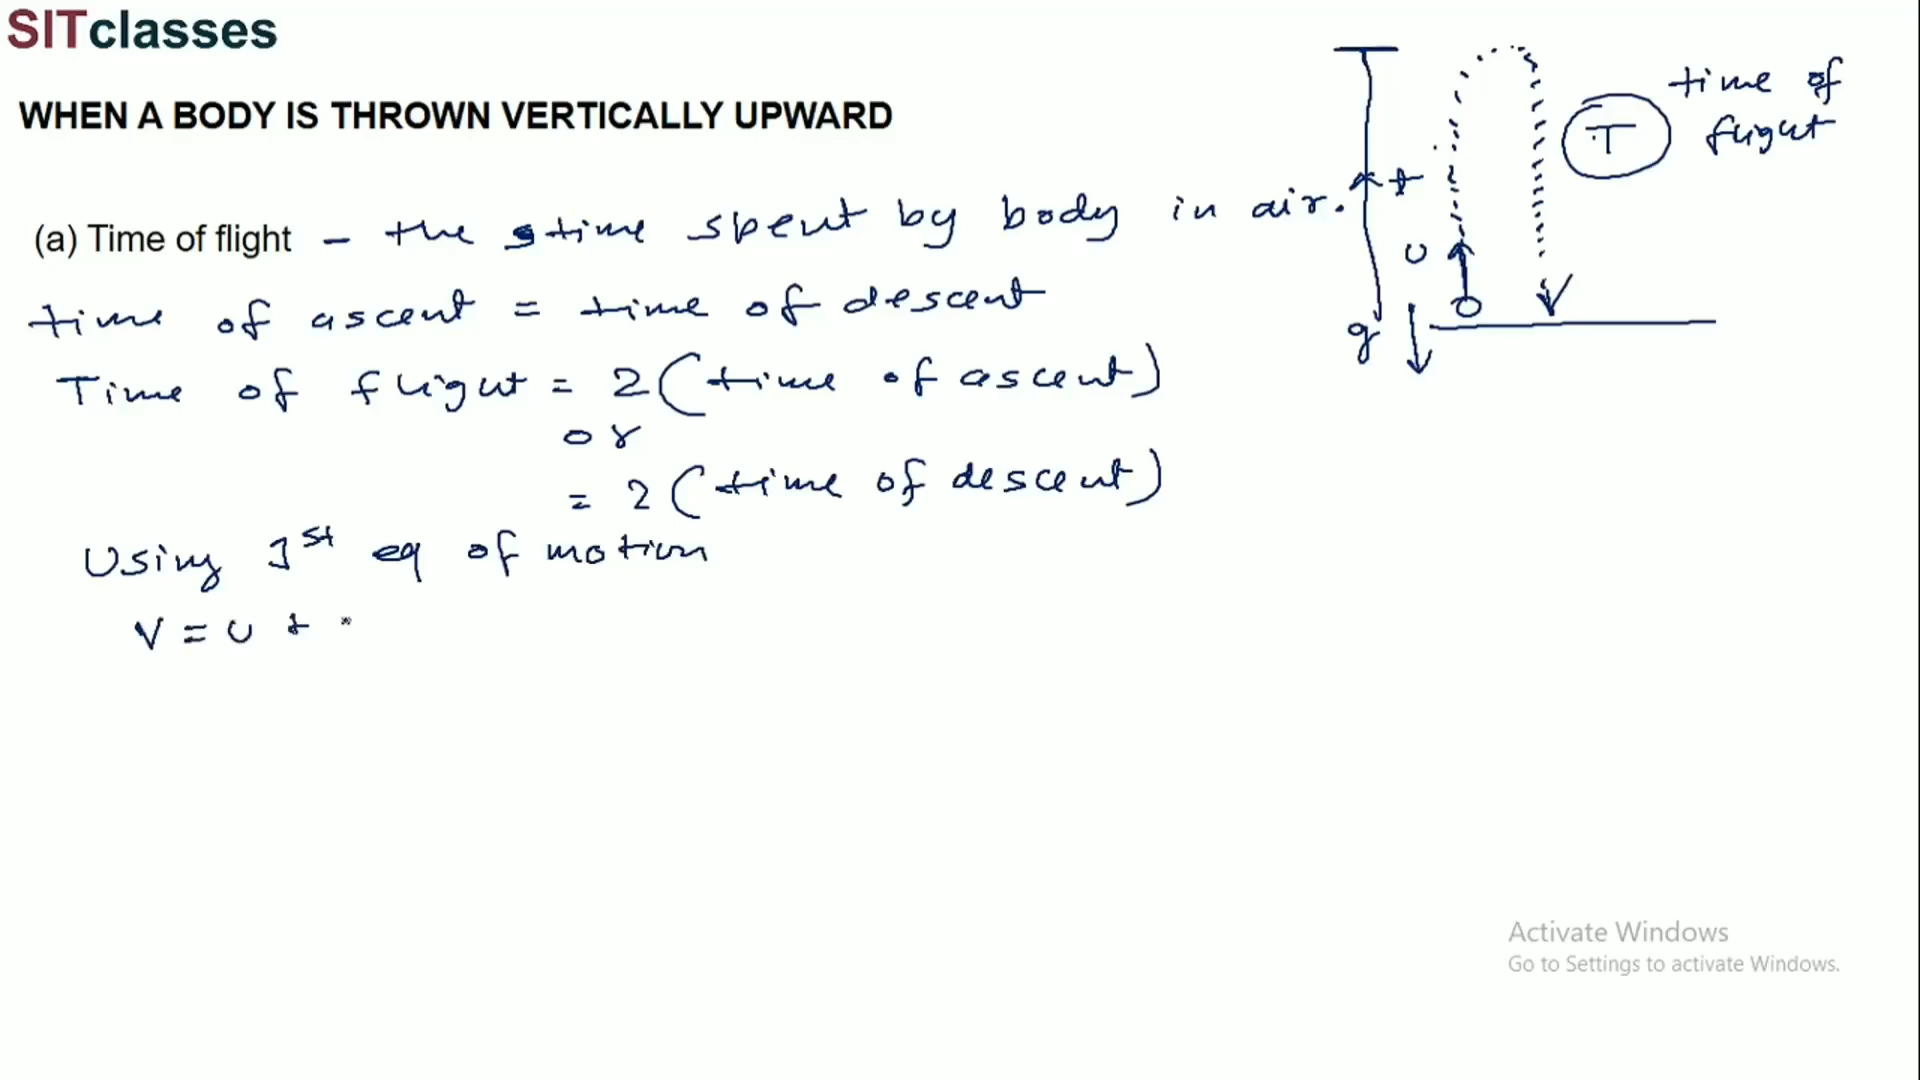 SITclasses
WHEN A BODY IS THROWN VERTICALLY UPWARD
(a) Time of flight - the time spent by body in air.
time of ascent = time of descent
Time of flight = 2 (time of ascent)
or
= 2 (time of descent)
Using Ist eq of motion
V = U +
time of
flight
T
+
U
g
Activate Windows
Go to Settings to activate Windows.